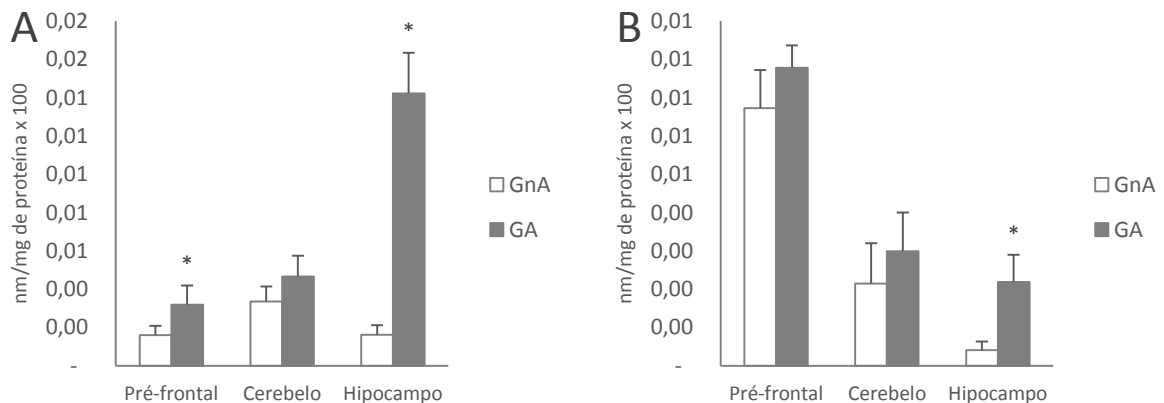 A
nm/mg de proteína x 100
0,02
0,02
0,01
0,01
0,01
0,01
0,01
0,00
0,00
-
*
*
Pré-frontal
Cerebelo
Hipocampo
GnA
GA
B
nm/mg de proteína x 100
0,01
0,01
0,01
0,01
0,01
0,00
0,00
0,00
0,00
-
*
Pré-frontal
Cerebelo
Hipocampo
GnA
GA